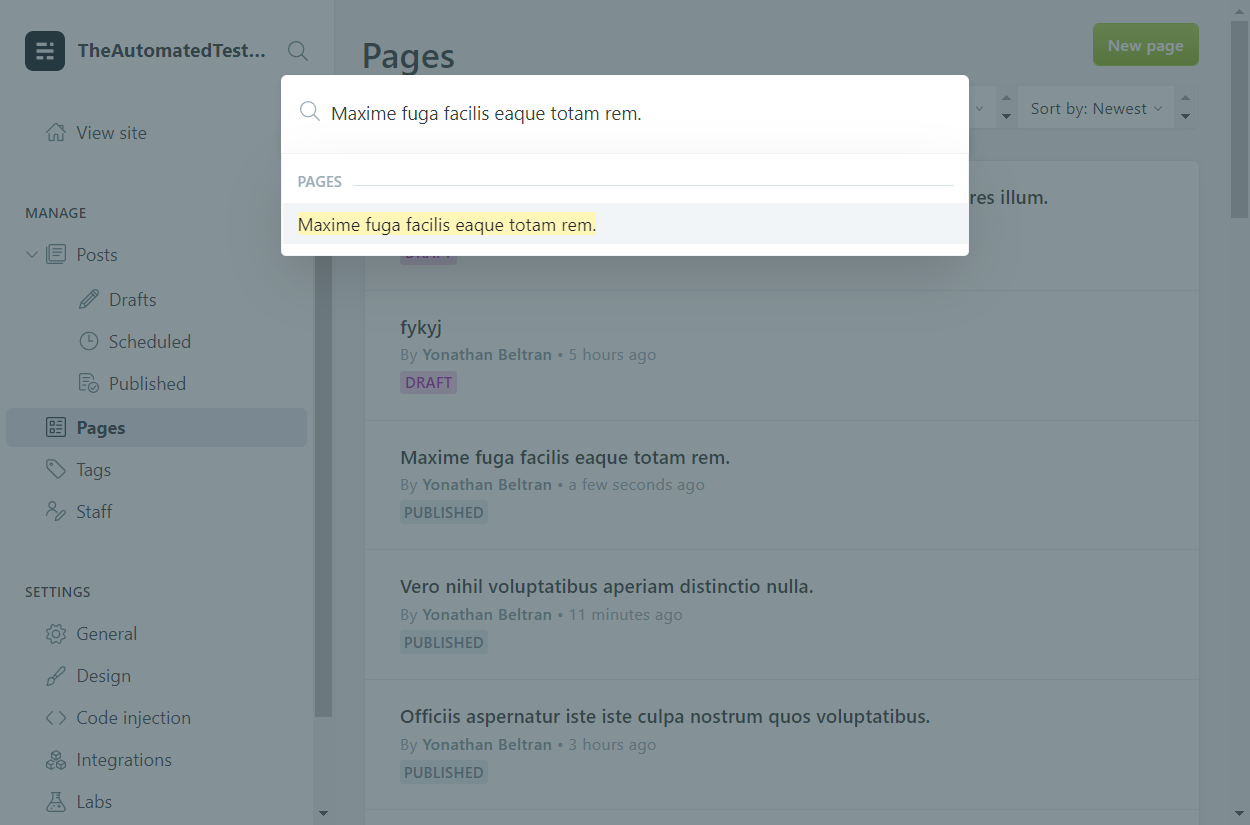 TheAutomatedTest...
View site
MANAGE
Posts
Drafts
Scheduled
Published
Pages
Tags
Staff
SETTINGS
General
Design
Code injection
Integrations
Labs
Pages
New page
Sort by: Newest
Maxime fuga facilis eaque totam rem.
PAGES
Maxime fuga facilis eaque totam rem.
res illum.
DRAFT
fykyj
By Yonathan Beltran • 5 hours ago
DRAFT
Maxime fuga facilis eaque totam rem.
By Yonathan Beltran • a few seconds ago
PUBLISHED
Vero nihil voluptatibus aperiam distinctio nulla.
By Yonathan Beltran • 11 minutes ago
PUBLISHED
Officiis aspernatur iste iste culpa nostrum quos voluptatibus.
By Yonathan Beltran • 3 hours ago
PUBLISHED